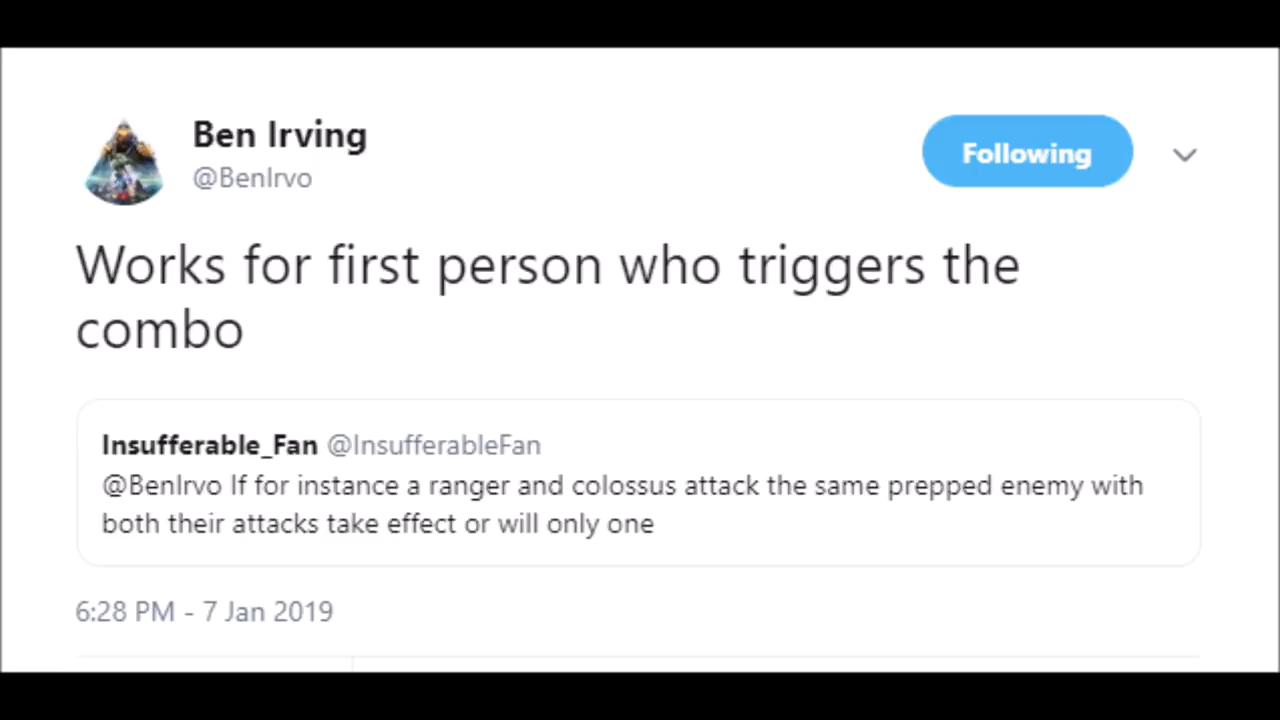 Ben Irving
@BenIrvo
Following
Works for first person who triggers the
combo
Insufferable_Fan @InsufferableFan
@BenIrvo If for instance a ranger and colossus attack the same prepped enemy with
both their attacks take effect or will only one
6:28 PM - 7 Jan 2019